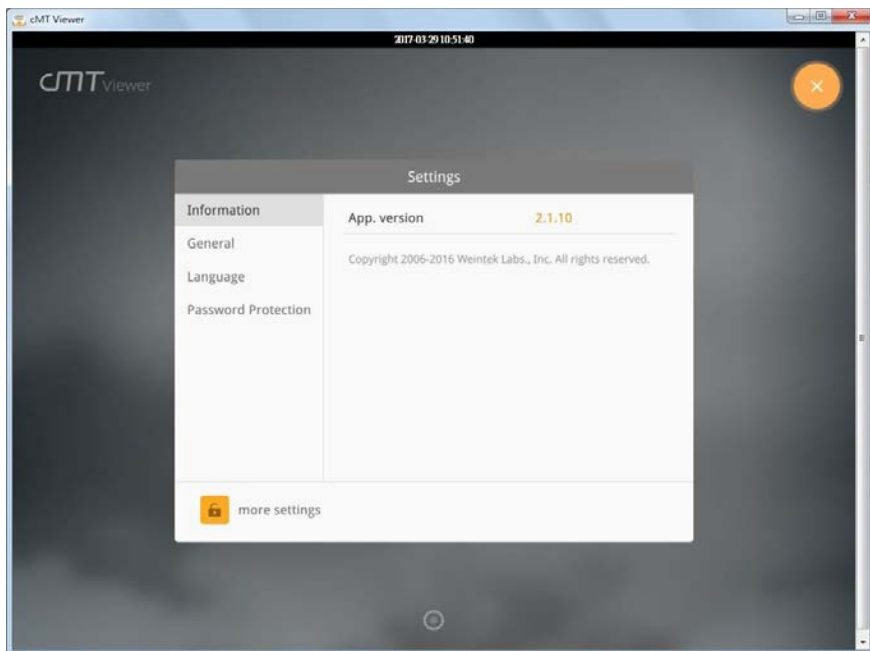 cMT Viewer
2017-03-29 10:51:40
cMT Viewer
Settings
Information
App. version 2.1.10
General
Copyright 2006-2016 Weintek Labs., Inc. All rights reserved.
Language
Password Protection
more settings